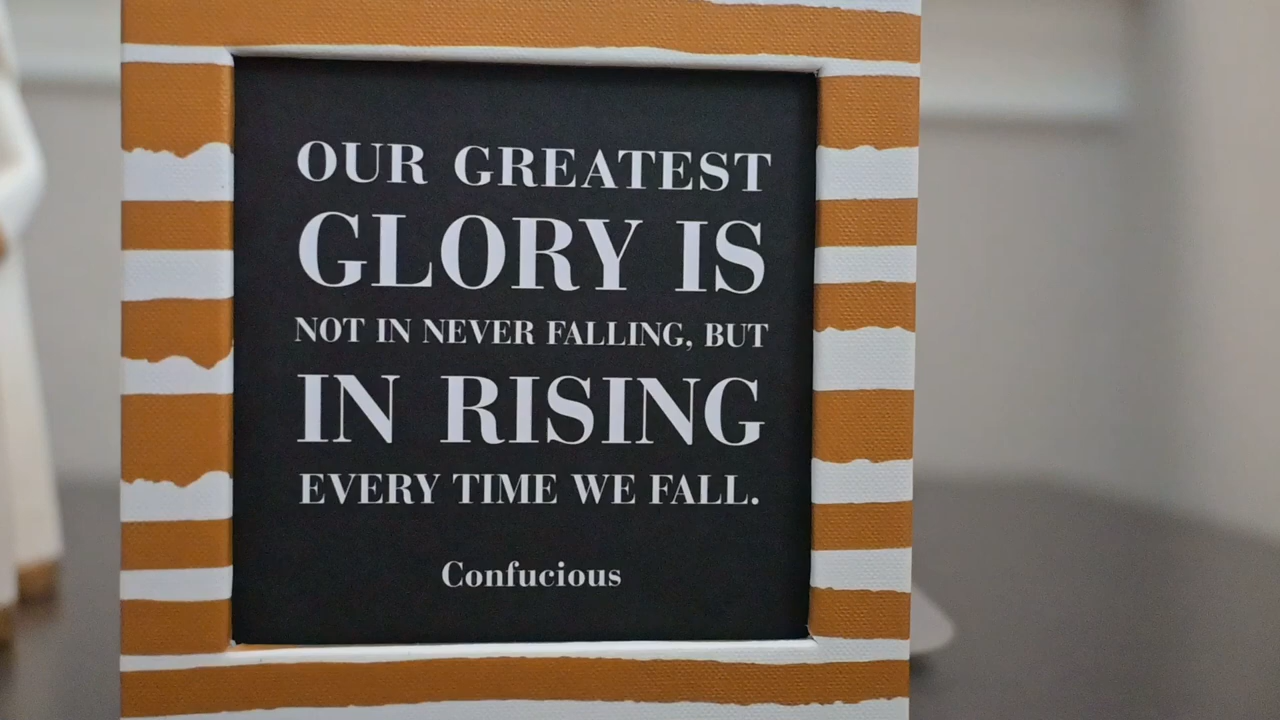 OUR GREATEST
GLORY IS
NOT IN NEVER FALLING, BUT
IN RISING
EVERY TIME WE FALL.
Confucious